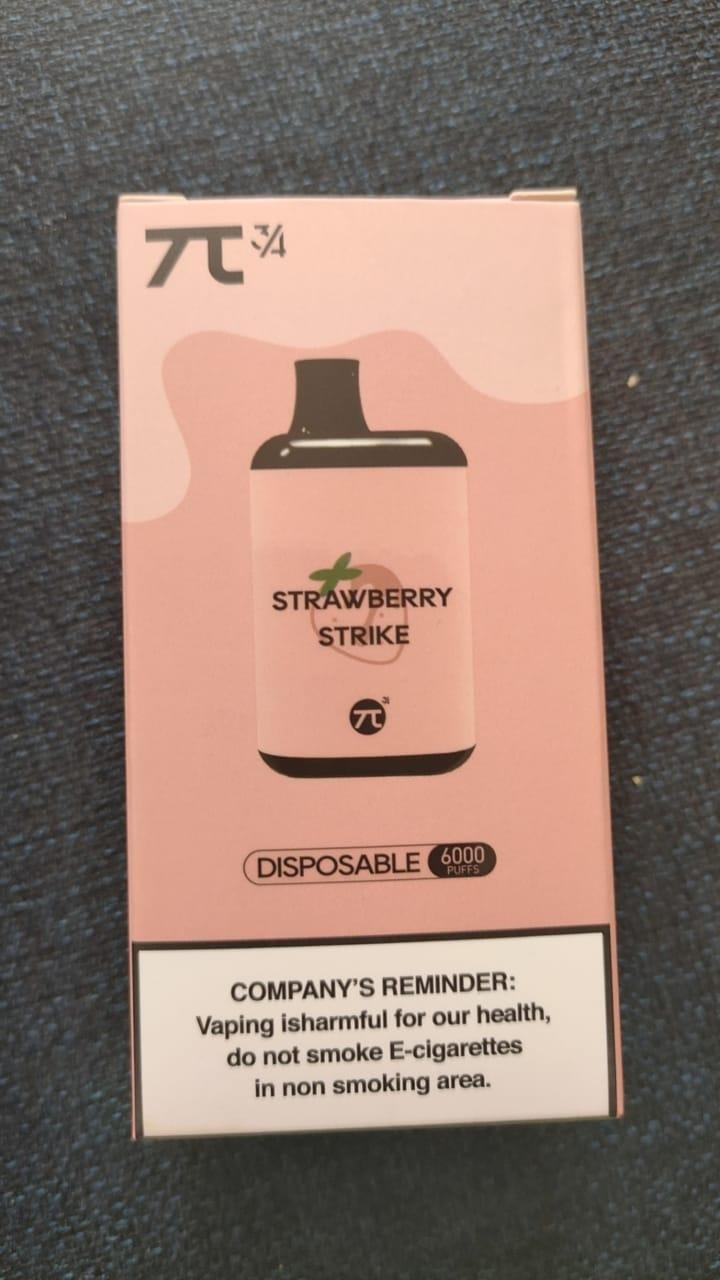 π 3/4
STRAWBERRY
STRIKE
π
DISPOSABLE 6000
PUFFS
COMPANY'S REMINDER:
Vaping isharmful for our health,
do not smoke E-cigarettes
in non smoking area.